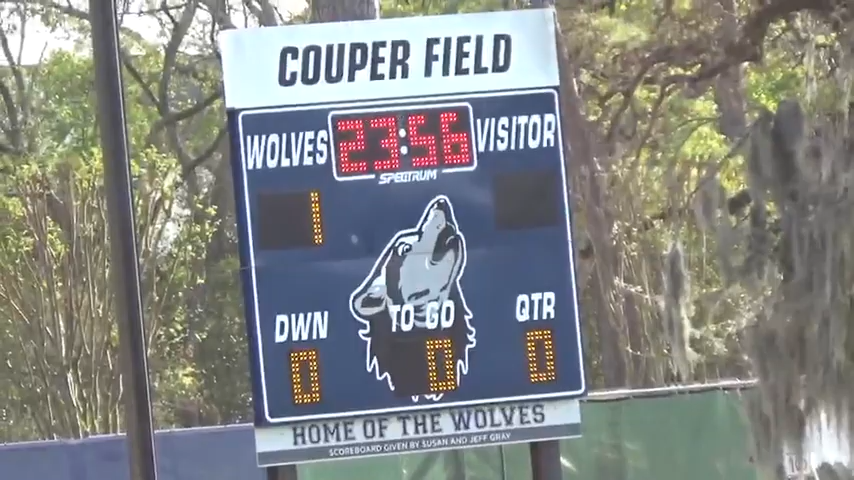 COUPER FIELD
WOLVES 23:56 VISITOR
SPECTRUM
1
DWN TO GO QTR
0 0 0
HOME OF THE WOLVES
SCOREBOARD GIVEN BY SUSAN AND JEFF GRAY